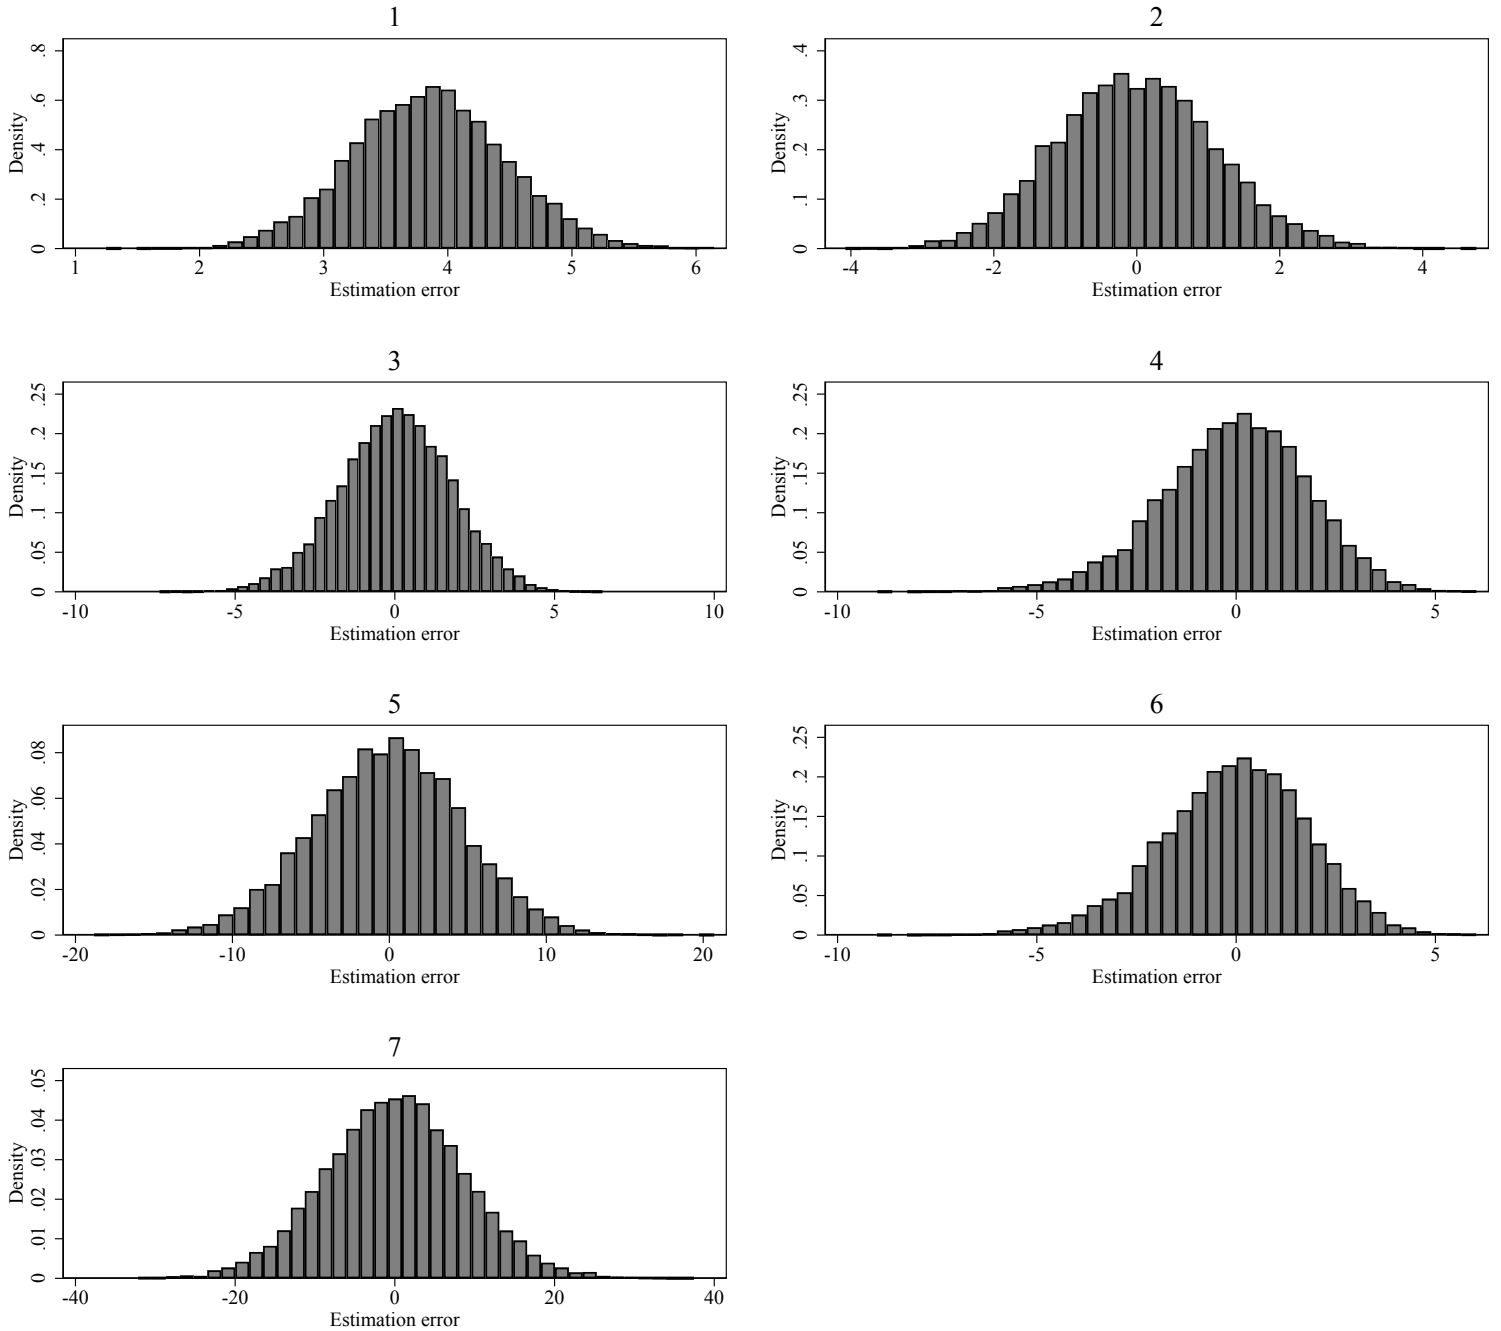 1
Density
0 .2 .4 .6 .8
1 2 3 4 5 6
Estimation error
2
Density
0 .1 .2 .3 .4
-4 -2 0 2 4
Estimation error
3
Density
0 .05 .1 .15 .2 .25
-10 -5 0 5 10
Estimation error
4
Density
0 .05 .1 .15 .2 .25
-10 -5 0 5
Estimation error
5
Density
0 .02 .04 .06 .08
-20 -10 0 10 20
Estimation error
6
Density
0 .05 .1 .15 .2 .25
-10 -5 0 5
Estimation error
7
Density
0 .01 .02 .03 .04 .05
-40 -20 0 20 40
Estimation error